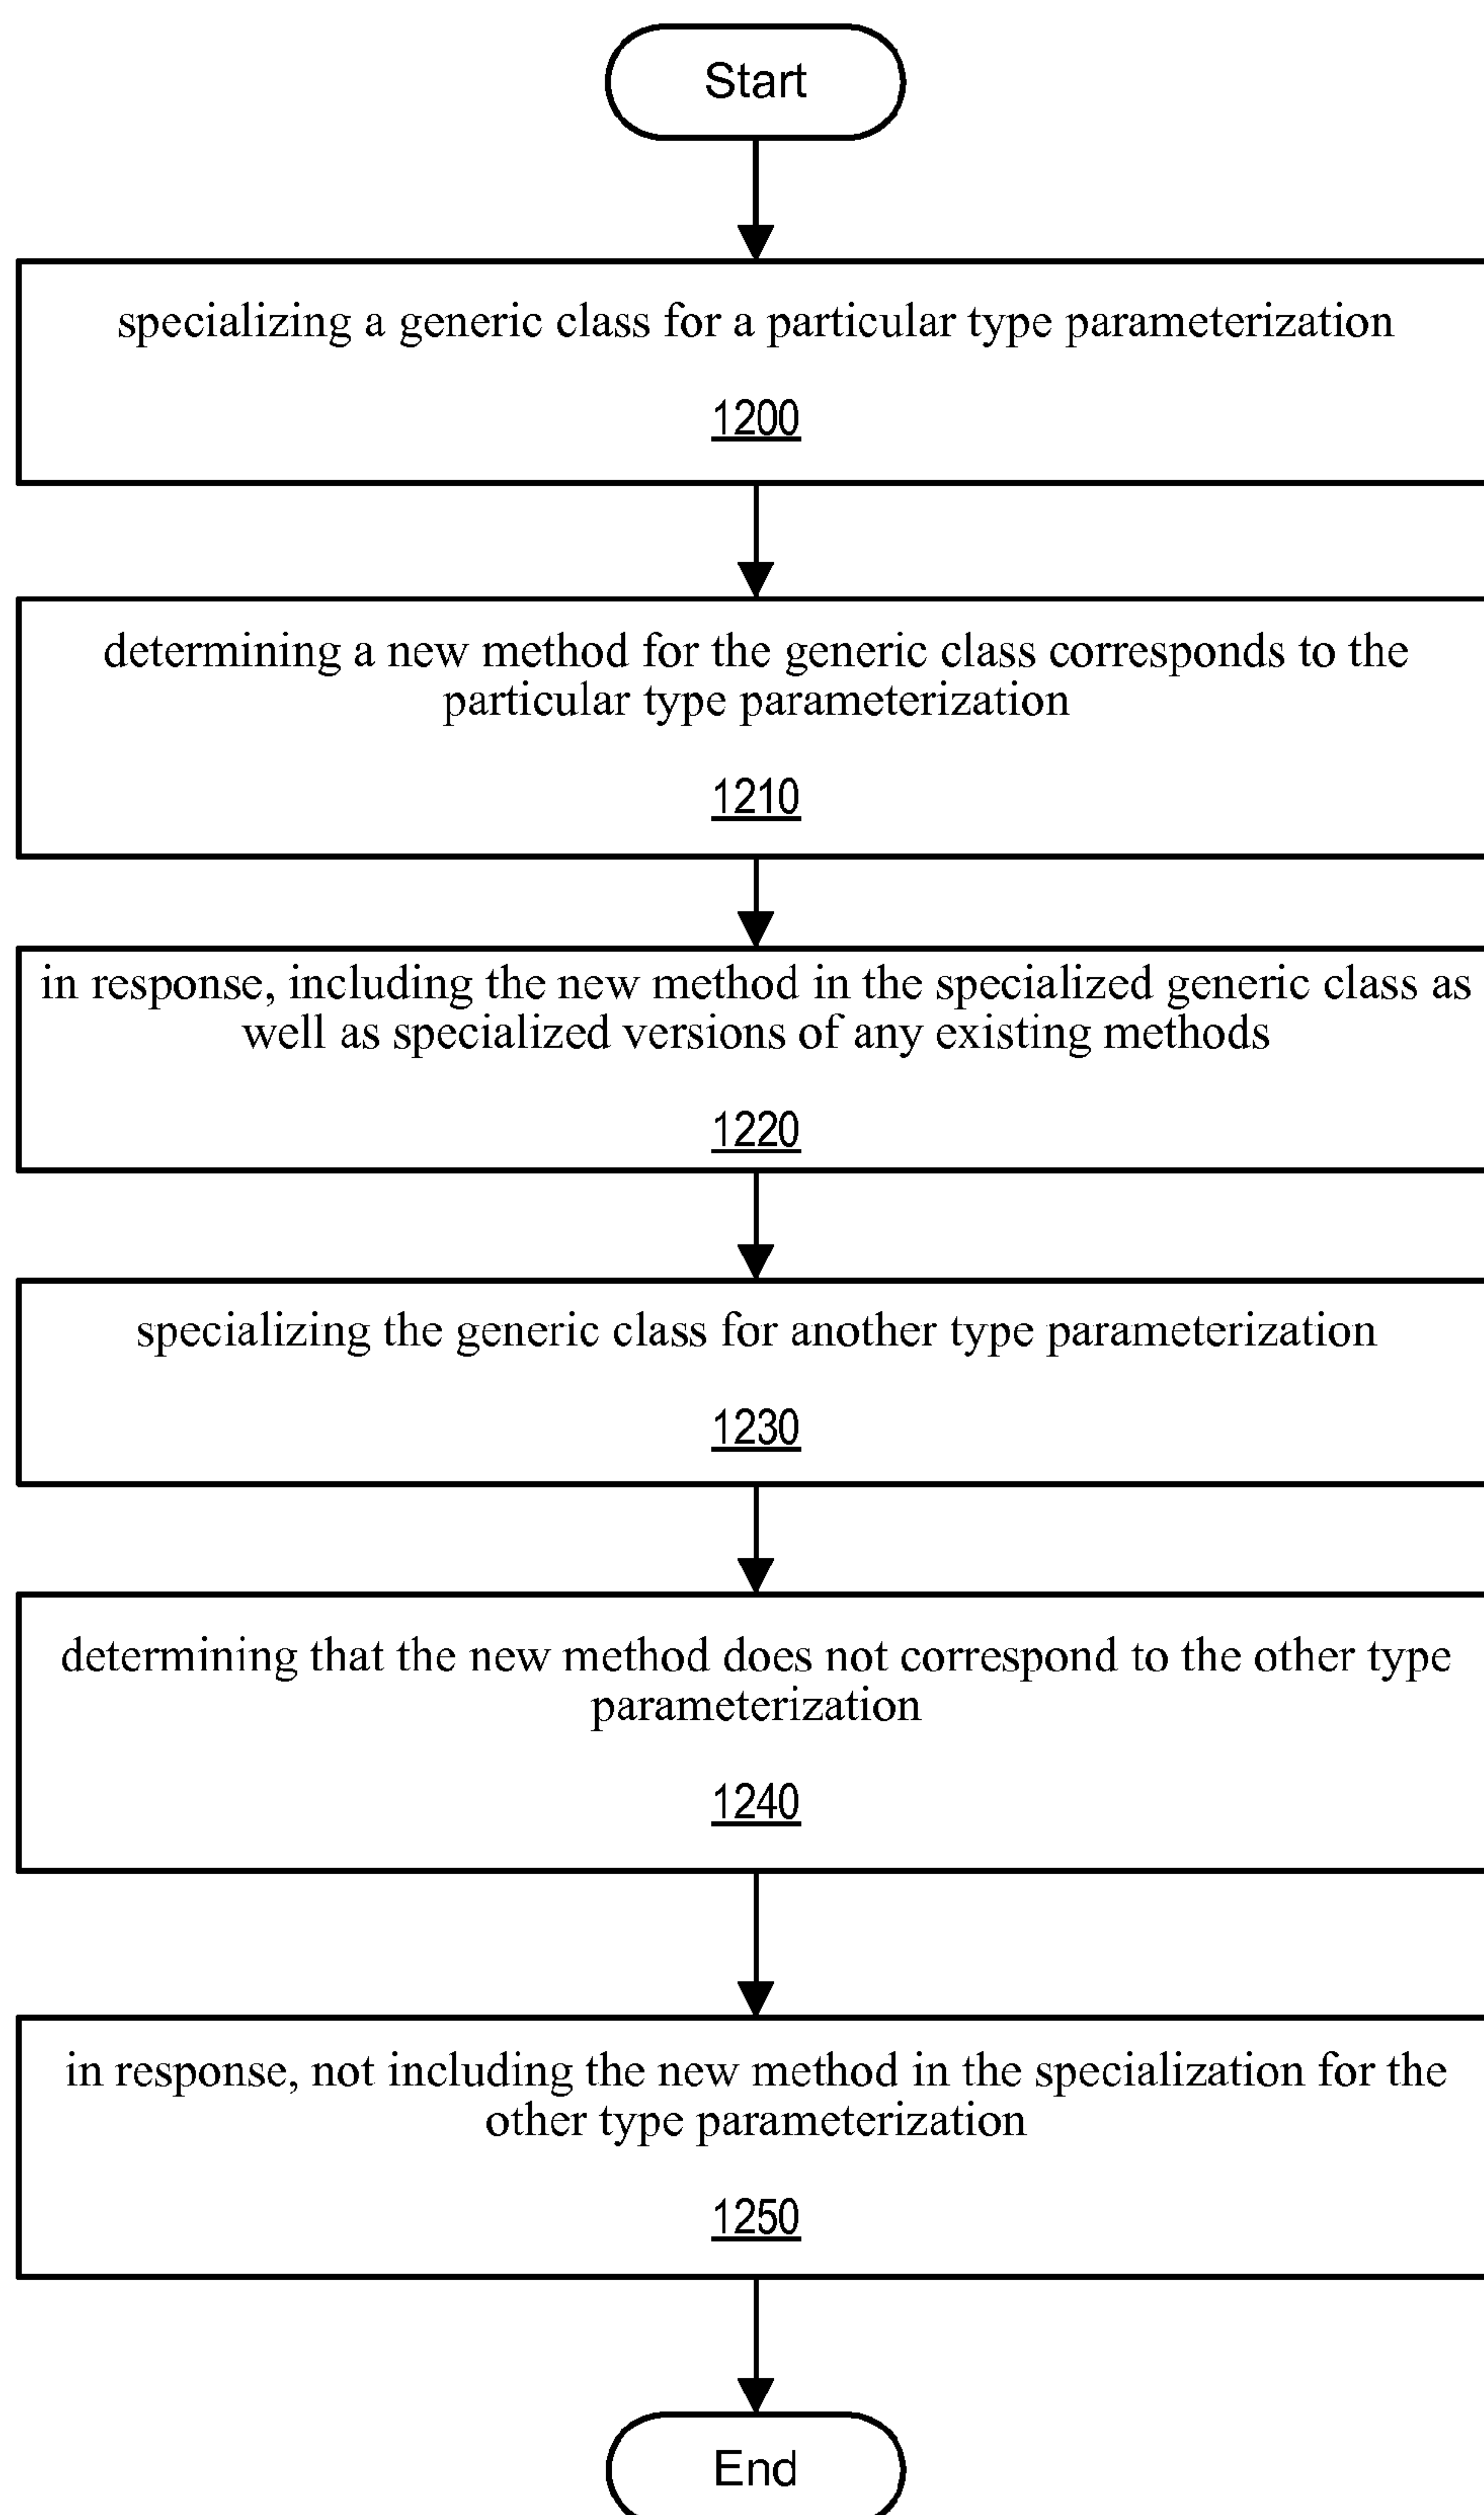 Start
specializing a generic class for a particular type parameterization
1200
determining a new method for the generic class corresponds to the
particular type parameterization
1210
in response, including the new method in the specialized generic class as
well as specialized versions of any existing methods
1220
specializing the generic class for another type parameterization
1230
determining that the new method does not correspond to the other type
parameterization
1240
in response, not including the new method in the specialization for the
other type parameterization
1250
End